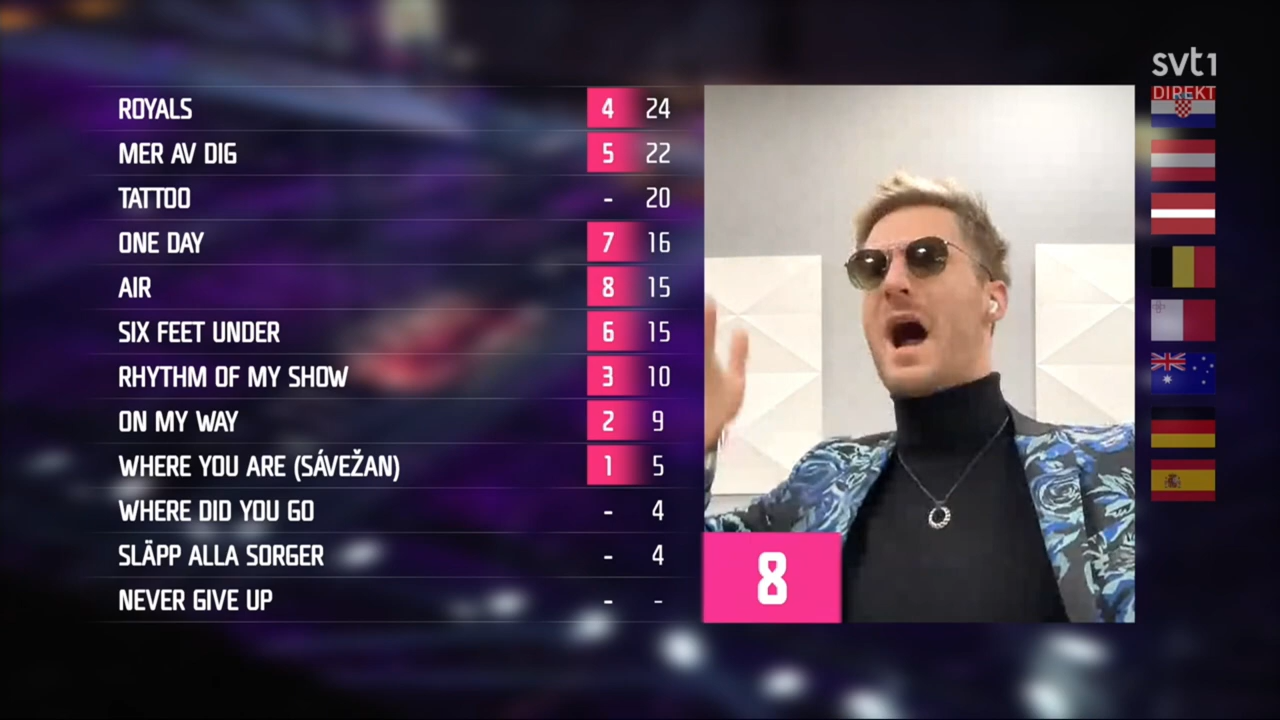 svt1
DIREKT
ROYALS 4 24
MER AV DIG 5 22
TATTOO - 20
ONE DAY 7 16
AIR 8 15
SIX FEET UNDER 6 15
RHYTHM OF MY SHOW 3 10
ON MY WAY 2 9
WHERE YOU ARE (SÁVEŽAN) 1 5
WHERE DID YOU GO - 4
SLÄPP ALLA SORGER - 4
NEVER GIVE UP - -
8